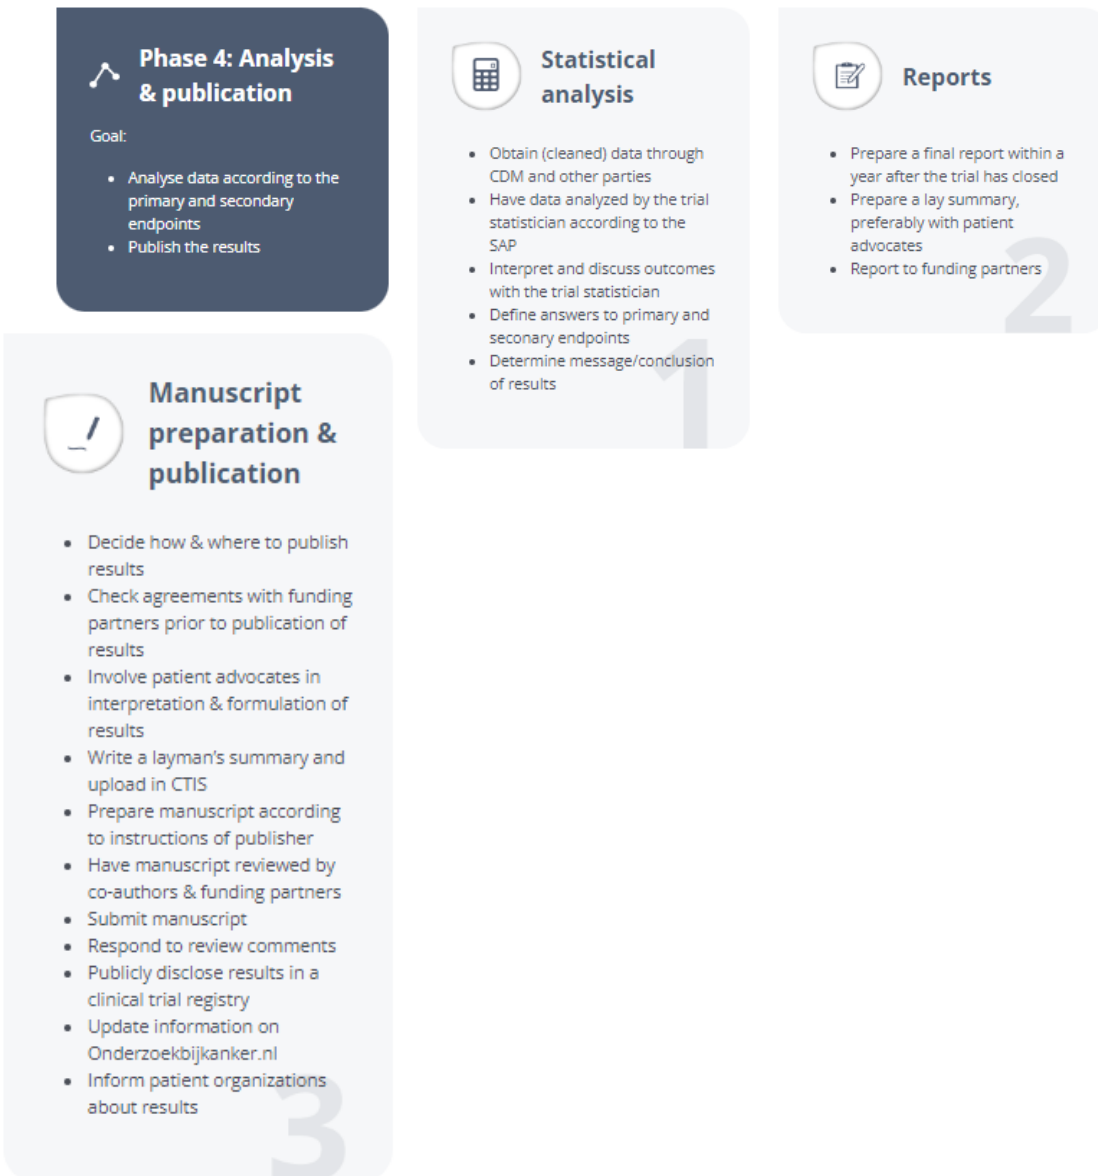 Phase 4: Analysis
& publication
Goal:
• Analyse data according to the
primary and secondary
endpoints
• Publish the results
Statistical
analysis
• Obtain (cleaned) data through
CDM and other parties
• Have data analyzed by the trial
statistician according to the
SAP
• Interpret and discuss outcomes
with the trial statistician
• Define answers to primary and
seconary endpoints
• Determine message/conclusion
of results
1
Reports
• Prepare a final report within a
year after the trial has closed
• Prepare a lay summary,
preferably with patient
advocates
• Report to funding partners
2
Manuscript
preparation &
publication
• Decide how & where to publish
results
• Check agreements with funding
partners prior to publication of
results
• Involve patient advocates in
interpretation & formulation of
results
• Write a layman's summary and
upload in CTIS
• Prepare manuscript according
to instructions of publisher
• Have manuscript reviewed by
co-authors & funding partners
• Submit manuscript
• Respond to review comments
• Publicly disclose results in a
clinical trial registry
• Update information on
Onderzoekbijkanker.nl
• Inform patient organizations
about results
3